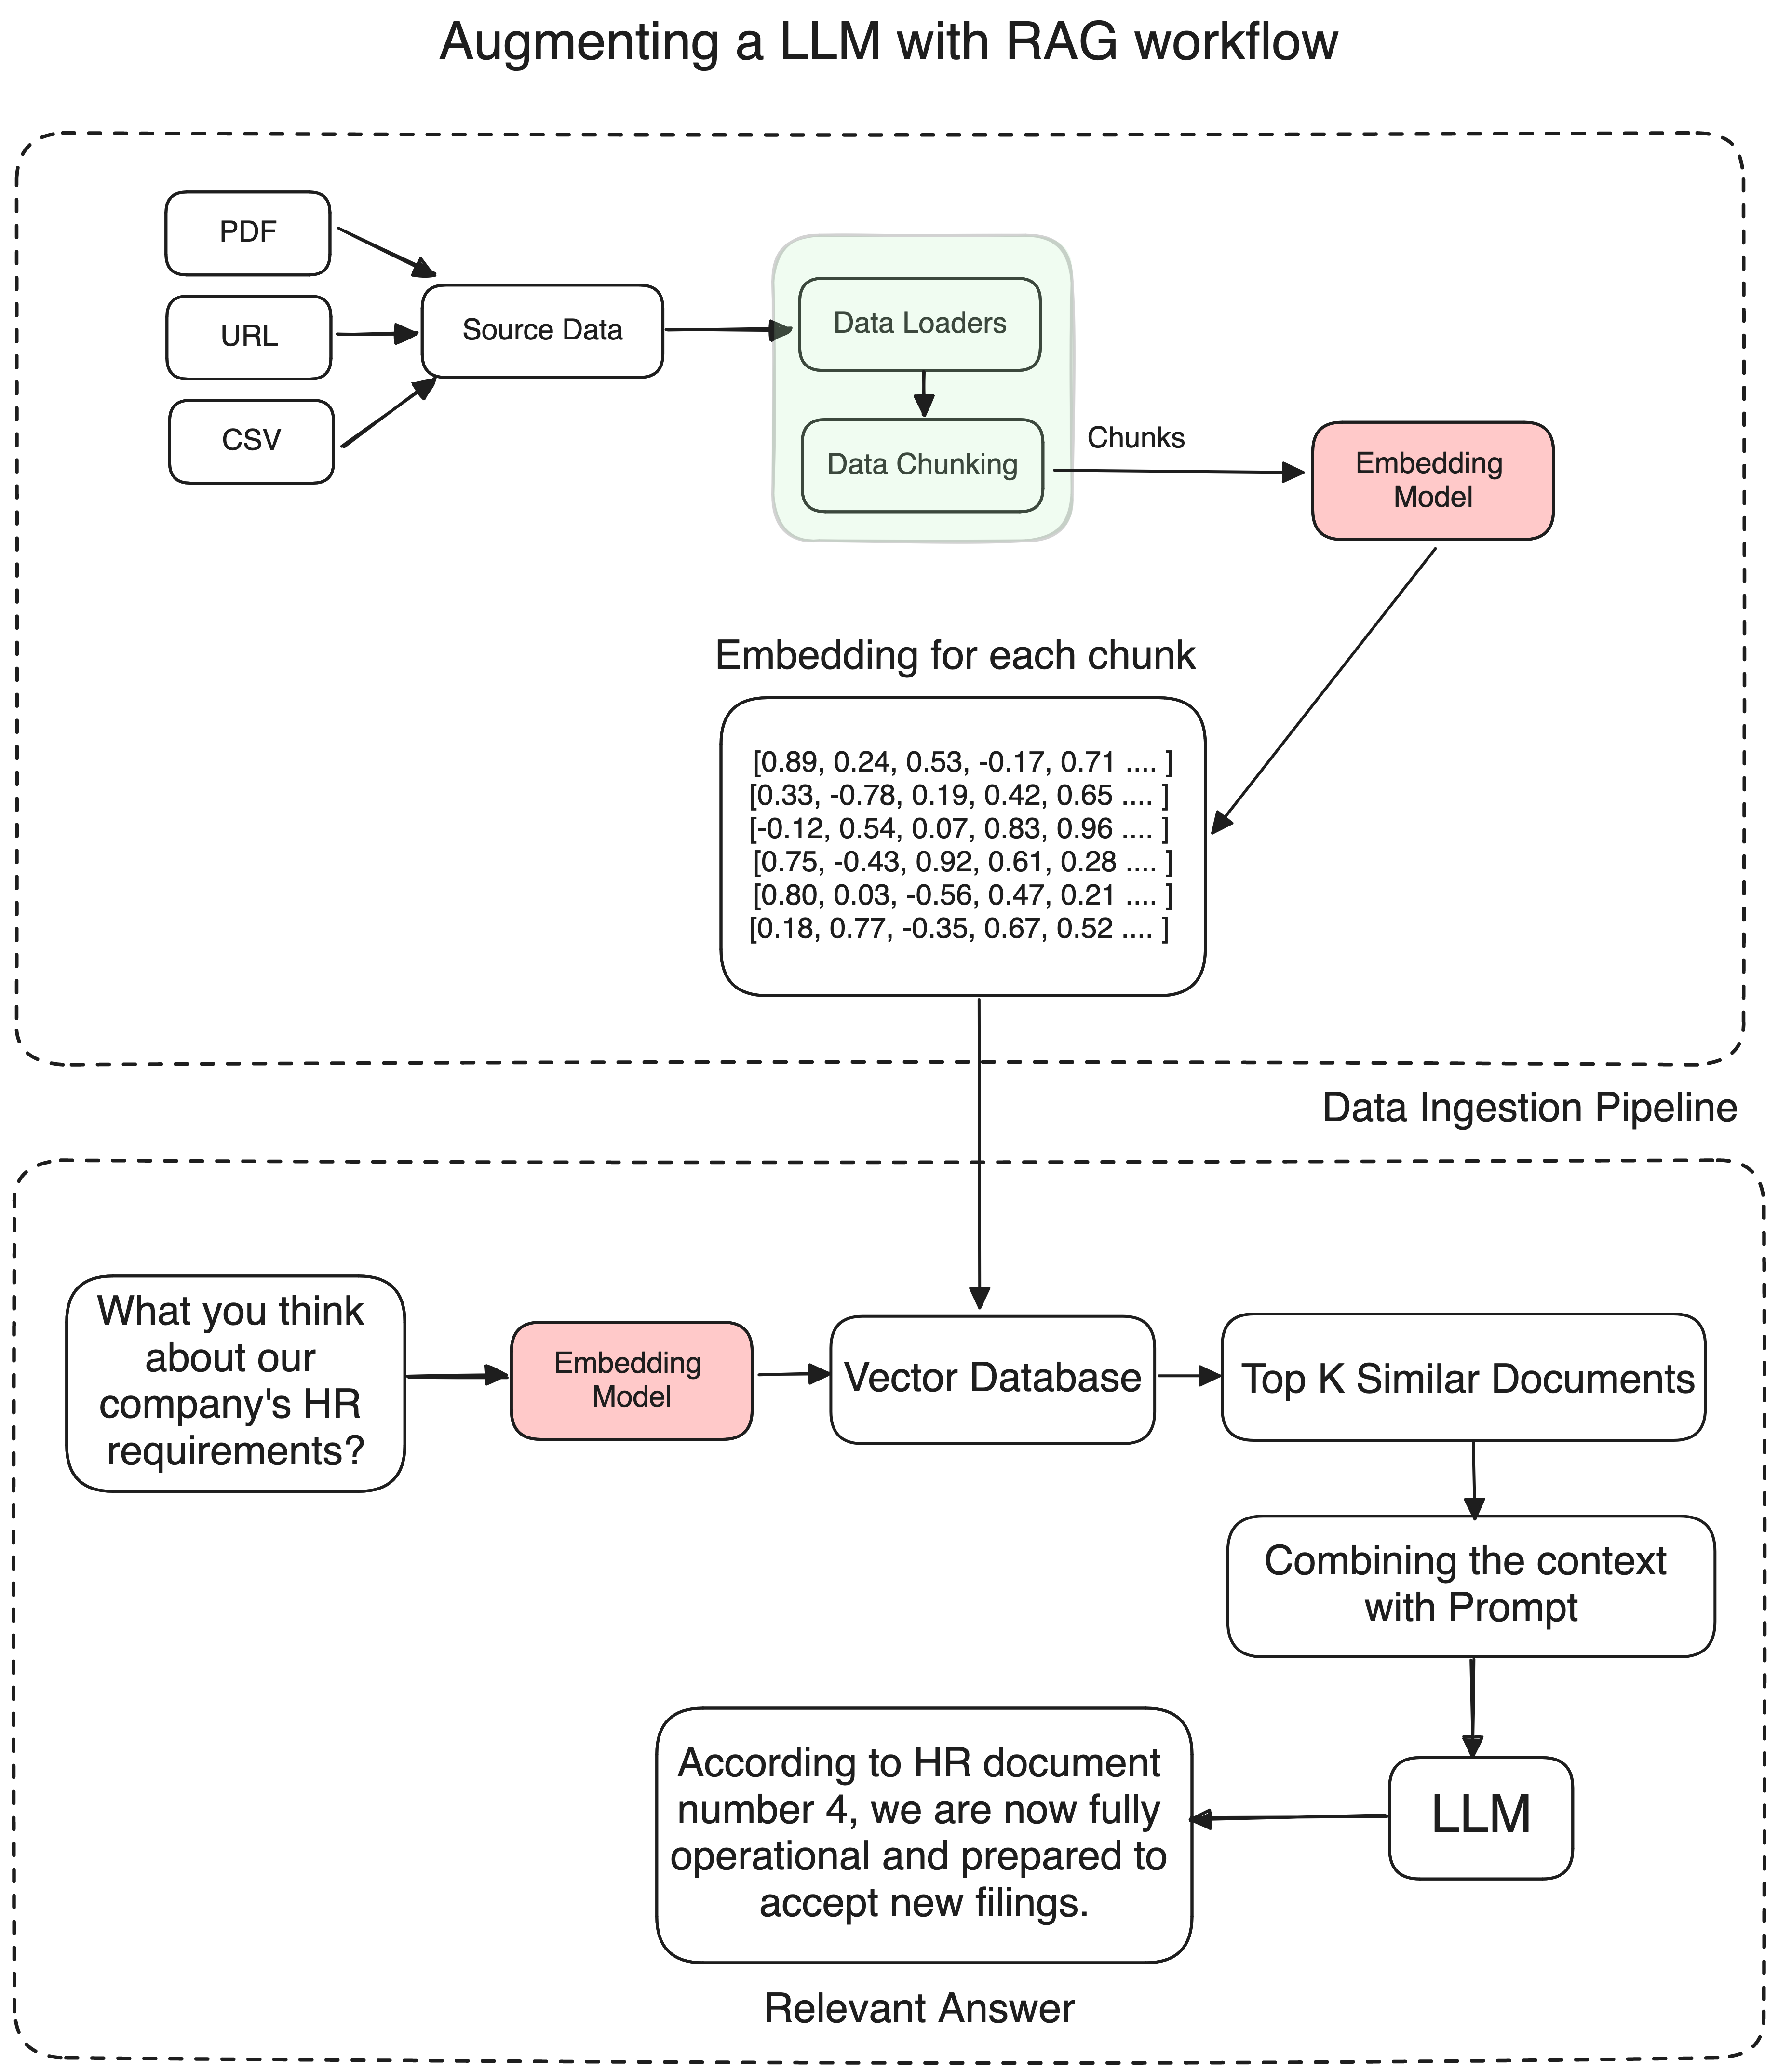 Augmenting a LLM with RAG workflow
PDF
URL
CSV
Source Data
Data Loaders
Data Chunking
Chunks
Embedding
Model
Embedding for each chunk
[0.89, 0.24, 0.53, -0.17, 0.71 .... ]
[0.33, -0.78, 0.19, 0.42, 0.65 .... ]
[-0.12, 0.54, 0.07, 0.83, 0.96 .... ]
[0.75, -0.43, 0.92, 0.61, 0.28 .... ]
[0.80, 0.03, -0.56, 0.47, 0.21 .... ]
[0.18, 0.77, -0.35, 0.67, 0.52 .... ]
Data Ingestion Pipeline
What you think
about our
company's HR
requirements?
Embedding
Model
Vector Database
Top K Similar Documents
Combining the context
with Prompt
LLM
According to HR document
number 4, we are now fully
operational and prepared to
accept new filings.
Relevant Answer